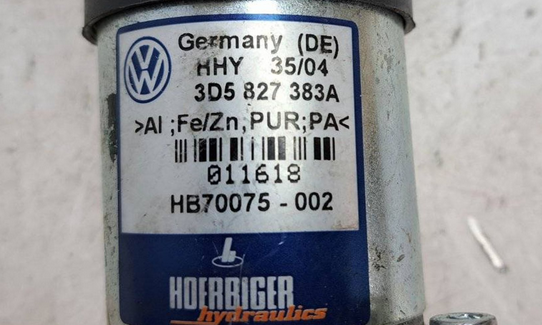 Germany (DE)
HHY 35/04
3D5 827 383A
>Al ;Fe/Zn,PUR;PA<
011618
HB70075 - 002
HOERBIGER
hydraulics